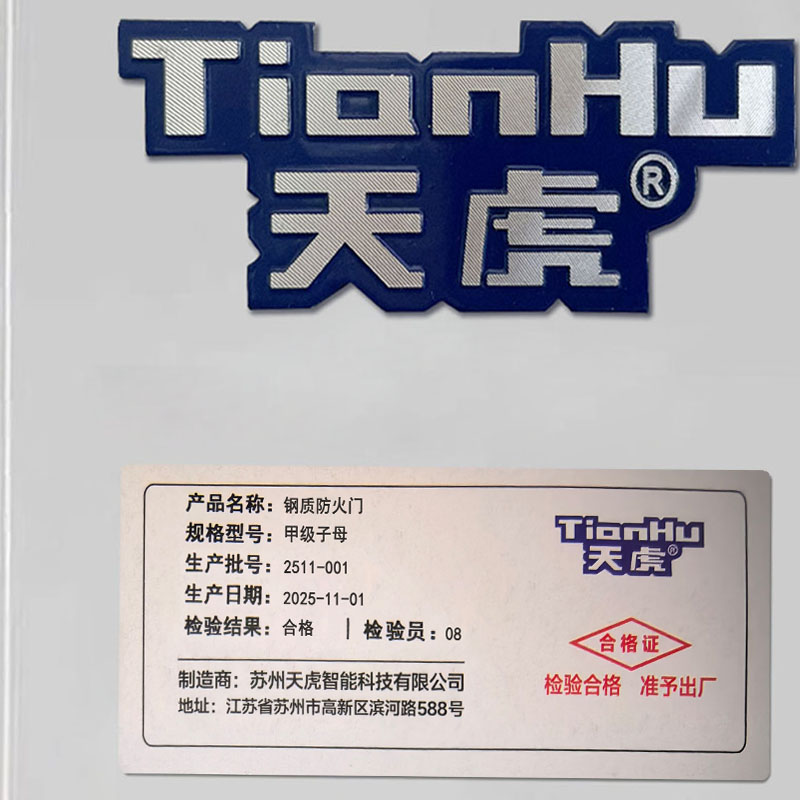 TianHu
天虎®
产品名称：钢质防火门
规格型号：甲级子母
生产批号：2511-001
生产日期：2025-11-01
检验结果：合格 | 检验员：08
制造商：苏州天虎智能科技有限公司
地址：江苏省苏州市高新区滨河路588号
TianHu
天虎®
合格证
检验合格 准予出厂